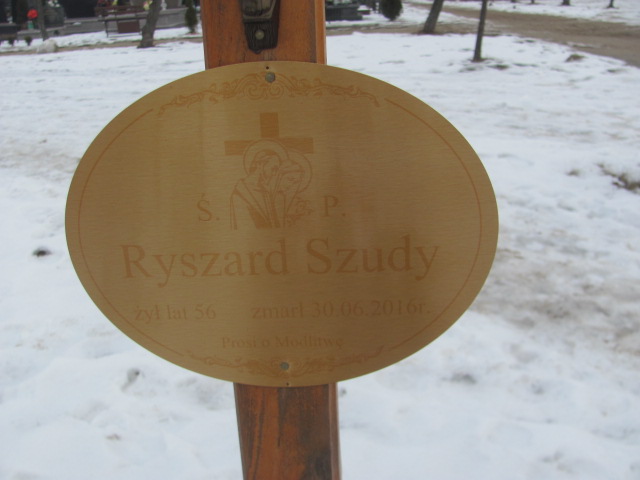 Ś. P.
Ryszard Szudy
żył lat 56 zmarł 30.06.2016r.
Prosi o Modlitwę